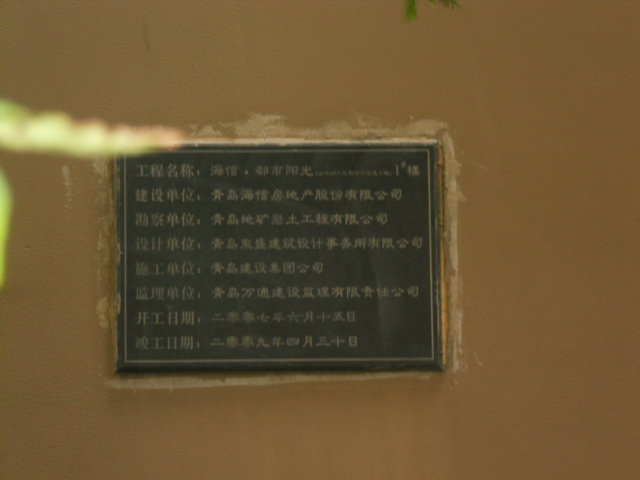 工程名称：海信·都市阳光 1#楼
建设单位：青岛海信房地产股份有限公司
勘察单位：青岛地矿岩土工程有限公司
设计单位：青岛东盛建筑设计事务所有限公司
施工单位：青岛建设集团公司
监理单位：青岛万通建设监理有限责任公司
开工日期：二零零七年六月十五日
竣工日期：二零零九年四月三十日